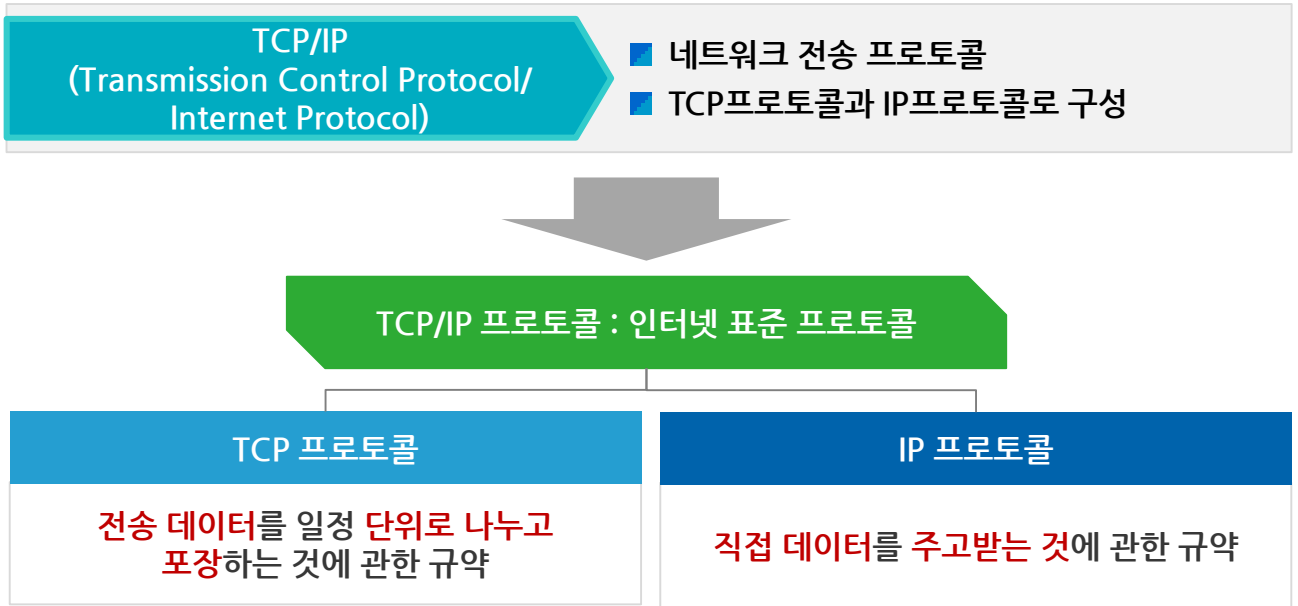 TCP/IP
(Transmission Control Protocol/
Internet Protocol)
네트워크 전송 프로토콜
TCP프로토콜과 IP프로토콜로 구성
TCP/IP 프로토콜 : 인터넷 표준 프로토콜
TCP 프로토콜
전송 데이터를 일정 단위로 나누고
포장하는 것에 관한 규약
IP 프로토콜
직접 데이터를 주고받는 것에 관한 규약